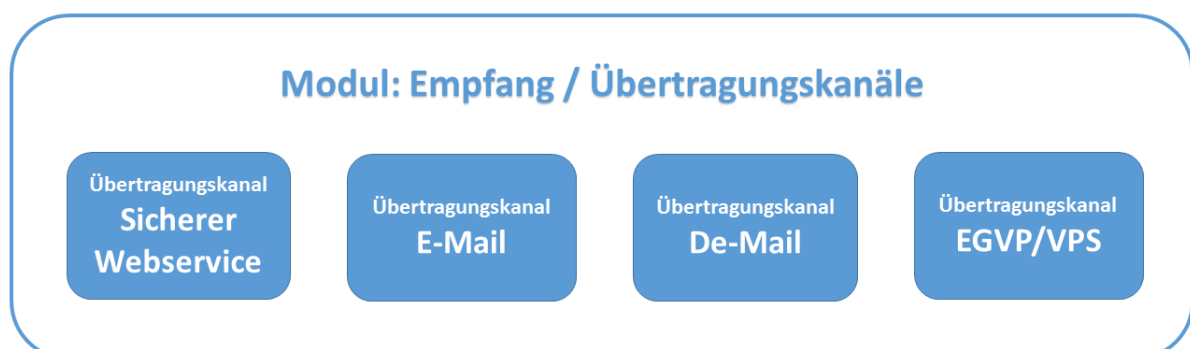 Modul: Empfang / Übertragungskanäle
Übertragungskanal
Sicherer
Webservice
Übertragungskanal
E-Mail
Übertragungskanal
De-Mail
Übertragungskanal
EGVP/VPS